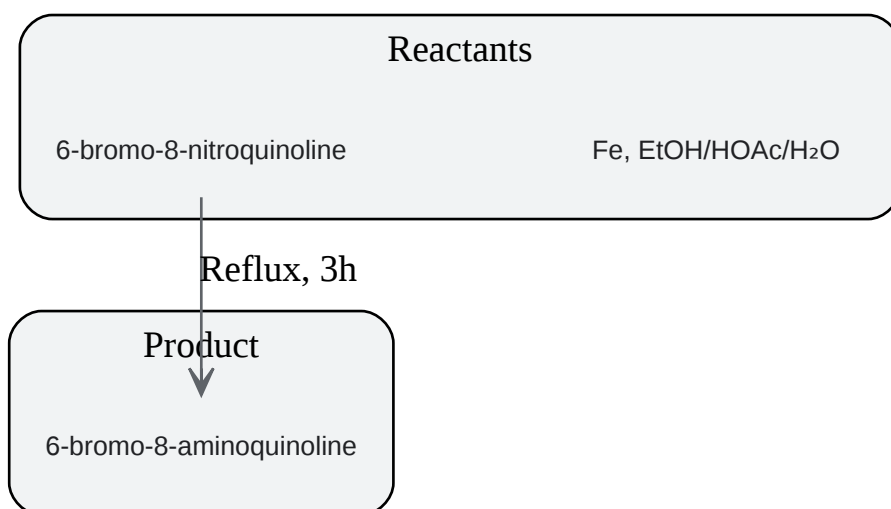 Reactants
6-bromo-8-nitroquinoline
Fe, EtOH/HOAc/H₂O
Reflux, 3h
Product
6-bromo-8-aminoquinoline